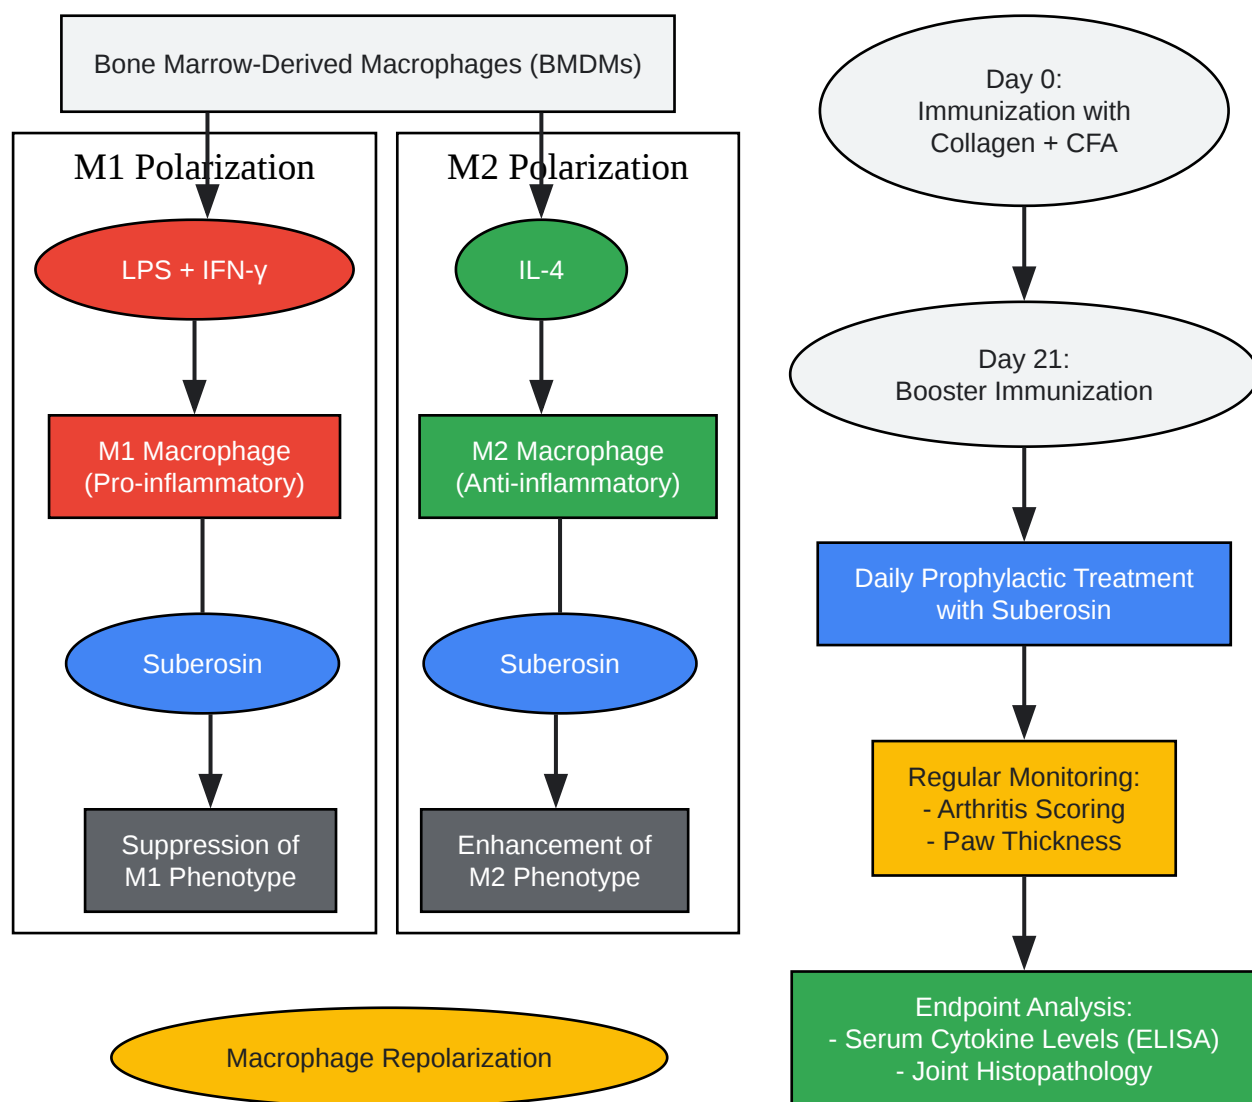 Bone Marrow-Derived Macrophages (BMDMs)
M1 Polarization
LPS + IFN-γ
M1 Macrophage
(Pro-inflammatory)
Suberosin
Suppression of
M1 Phenotype
M2 Polarization
IL-4
M2 Macrophage
(Anti-inflammatory)
Suberosin
Enhancement of
M2 Phenotype
Macrophage Repolarization
Day 0:
Immunization with
Collagen + CFA
Day 21:
Booster Immunization
Daily Prophylactic Treatment
with Suberosin
Regular Monitoring:
- Arthritis Scoring
- Paw Thickness
Endpoint Analysis:
- Serum Cytokine Levels (ELISA)
- Joint Histopathology